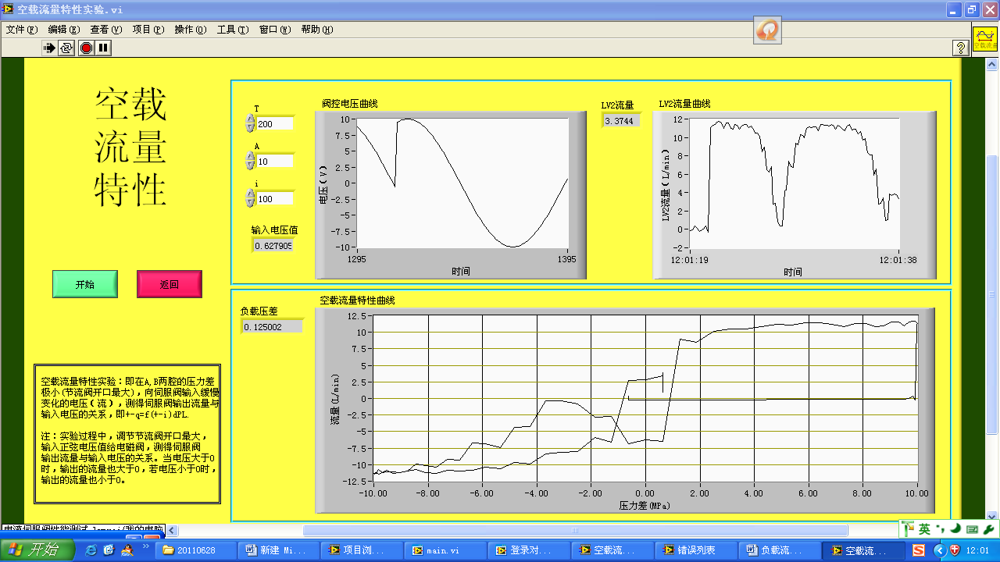 空载流量特性实验.vi
文件(F) 编辑(E) 查看(V) 项目(P) 操作(O) 工具(T) 窗口(W) 帮助(H)
?
空载流量
空载
流量
特性
T
200
A
10
i
100
输入电压值
0.627905
阀控电压曲线
电压(V)
10
7.5
5
2.5
0
-2.5
-5
-7.5
-10
1295 1395
时间
LV2流量
3.3744
LV2流量曲线
LV2流量(L/min)
12
10
8
6
4
2
0
-2
12:01:19 12:01:38
时间
开始 返回
负载压差
0.125002
空载流量特性曲线
流量(L/min)
12.5
10
7.5
5
2.5
0
-2.5
-5
-7.5
-10
-12.5
-10.00 -8.00 -6.00 -4.00 -2.00 0.00 2.00 4.00 6.00 8.00 10.00
压力差(MPa)
空载流量特性实验：即在A,B两腔的压力差
极小(节流阀开口最大)，向伺服阀输入缓慢
变化的电压（流），测得伺服阀输出流量与
输入电压的关系，即+-q=f(+-i)dPL.
注：实验过程中，调节节流阀开口最大，
输入正弦电压值给电磁阀，测得伺服阀
输出流量与输入电压的关系。当电压大于0
时，输出的流量也大于0，若电压小于0时，
输出的流量也小于0。
电液伺服阀性能测试.lvproj/我的电脑
英
开始
20110628
新建 Mi...
项目浏...
main.vi
登录对...
空载流...
错误列表
负载流...
空载流...
12:01